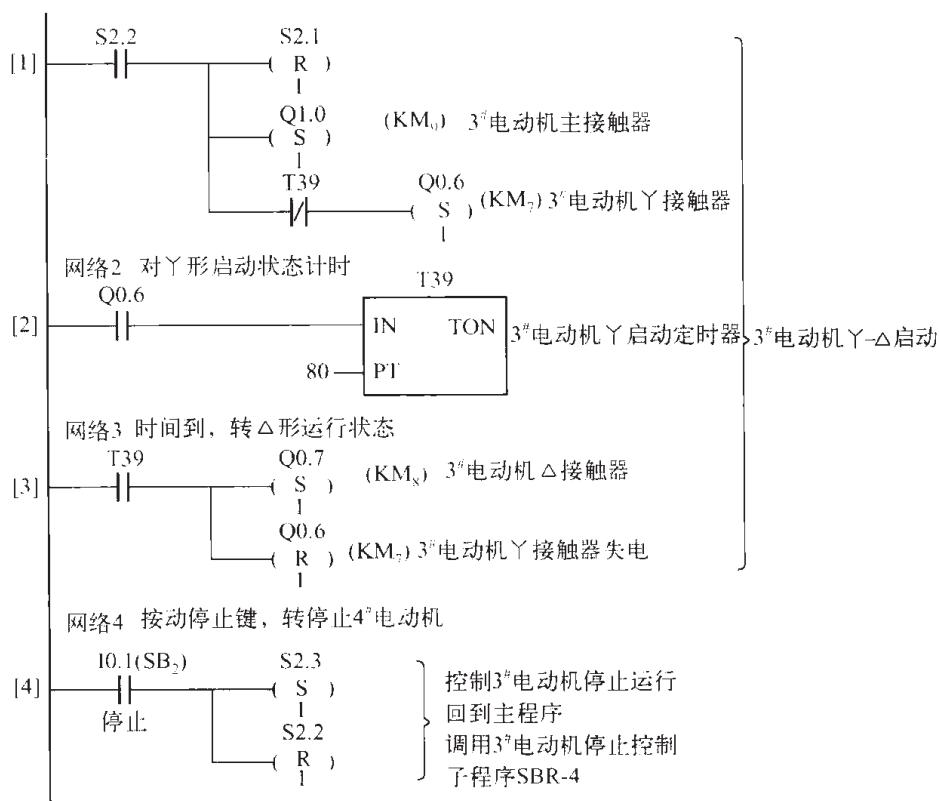 S2.2 S2.1
[1] ( R )
1
Q1.0
( S ) (KM₉) 3#电动机主接触器
1
T39 Q0.6
( S ) (KM₇) 3#电动机丫接触器
1
网络2 对丫形启动状态计时
Q0.6 T39
[2] IN TON 3#电动机丫启动定时器 3#电动机丫-△启动
80 PT
网络3 时间到，转△形运行状态
T39 Q0.7
[3] ( S ) (KM₈) 3#电动机△接触器
1
Q0.6
( R ) (KM₇) 3#电动机丫接触器失电
1
网络4 按动停止键，转停止4#电动机
I0.1(SB₂) S2.3
[4] ( S )
停止 1
S2.2
( R )
1
控制3#电动机停止运行
回到主程序
调用3#电动机停止控制
子程序SBR-4